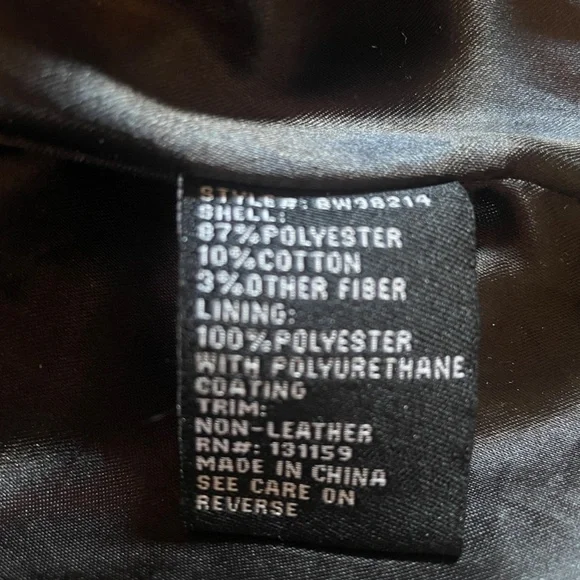 STYLE#: BW98214
SHELL:
87%POLYESTER
10%COTTON
3%OTHER FIBER
LINING:
100%POLYESTER
WITH POLYURETHANE
COATING
TRIM:
NON-LEATHER
RN#: 131159
MADE IN CHINA
SEE CARE ON
REVERSE